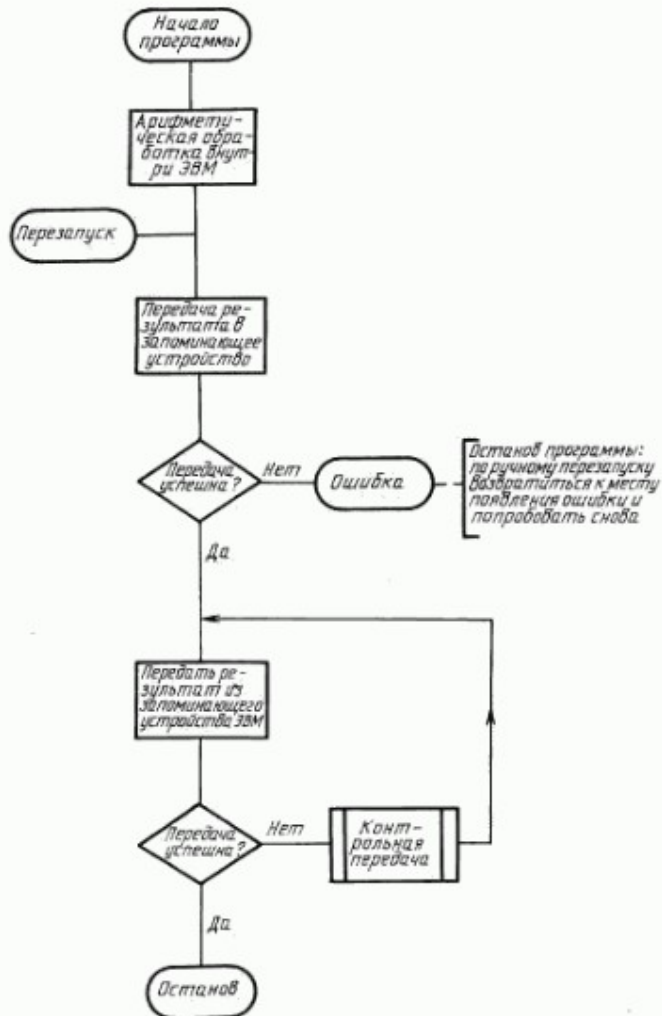 Начало
программы
Арифмети-
ческая обра-
ботка внут-
ри ЭВМ
Перезапуск
Передача ре-
зультата в
запоминающее
устройство
Передача
успешна?
Нет
Ошибка
Останов программы:
по ручному перезапуску
возвратиться к месту
появления ошибки и
попробовать снова
Да
Передать ре-
зультат из
запоминающего
устройства ЭВМ
Передача
успешна?
Нет
Конт-
рольная
передача
Да
Останов